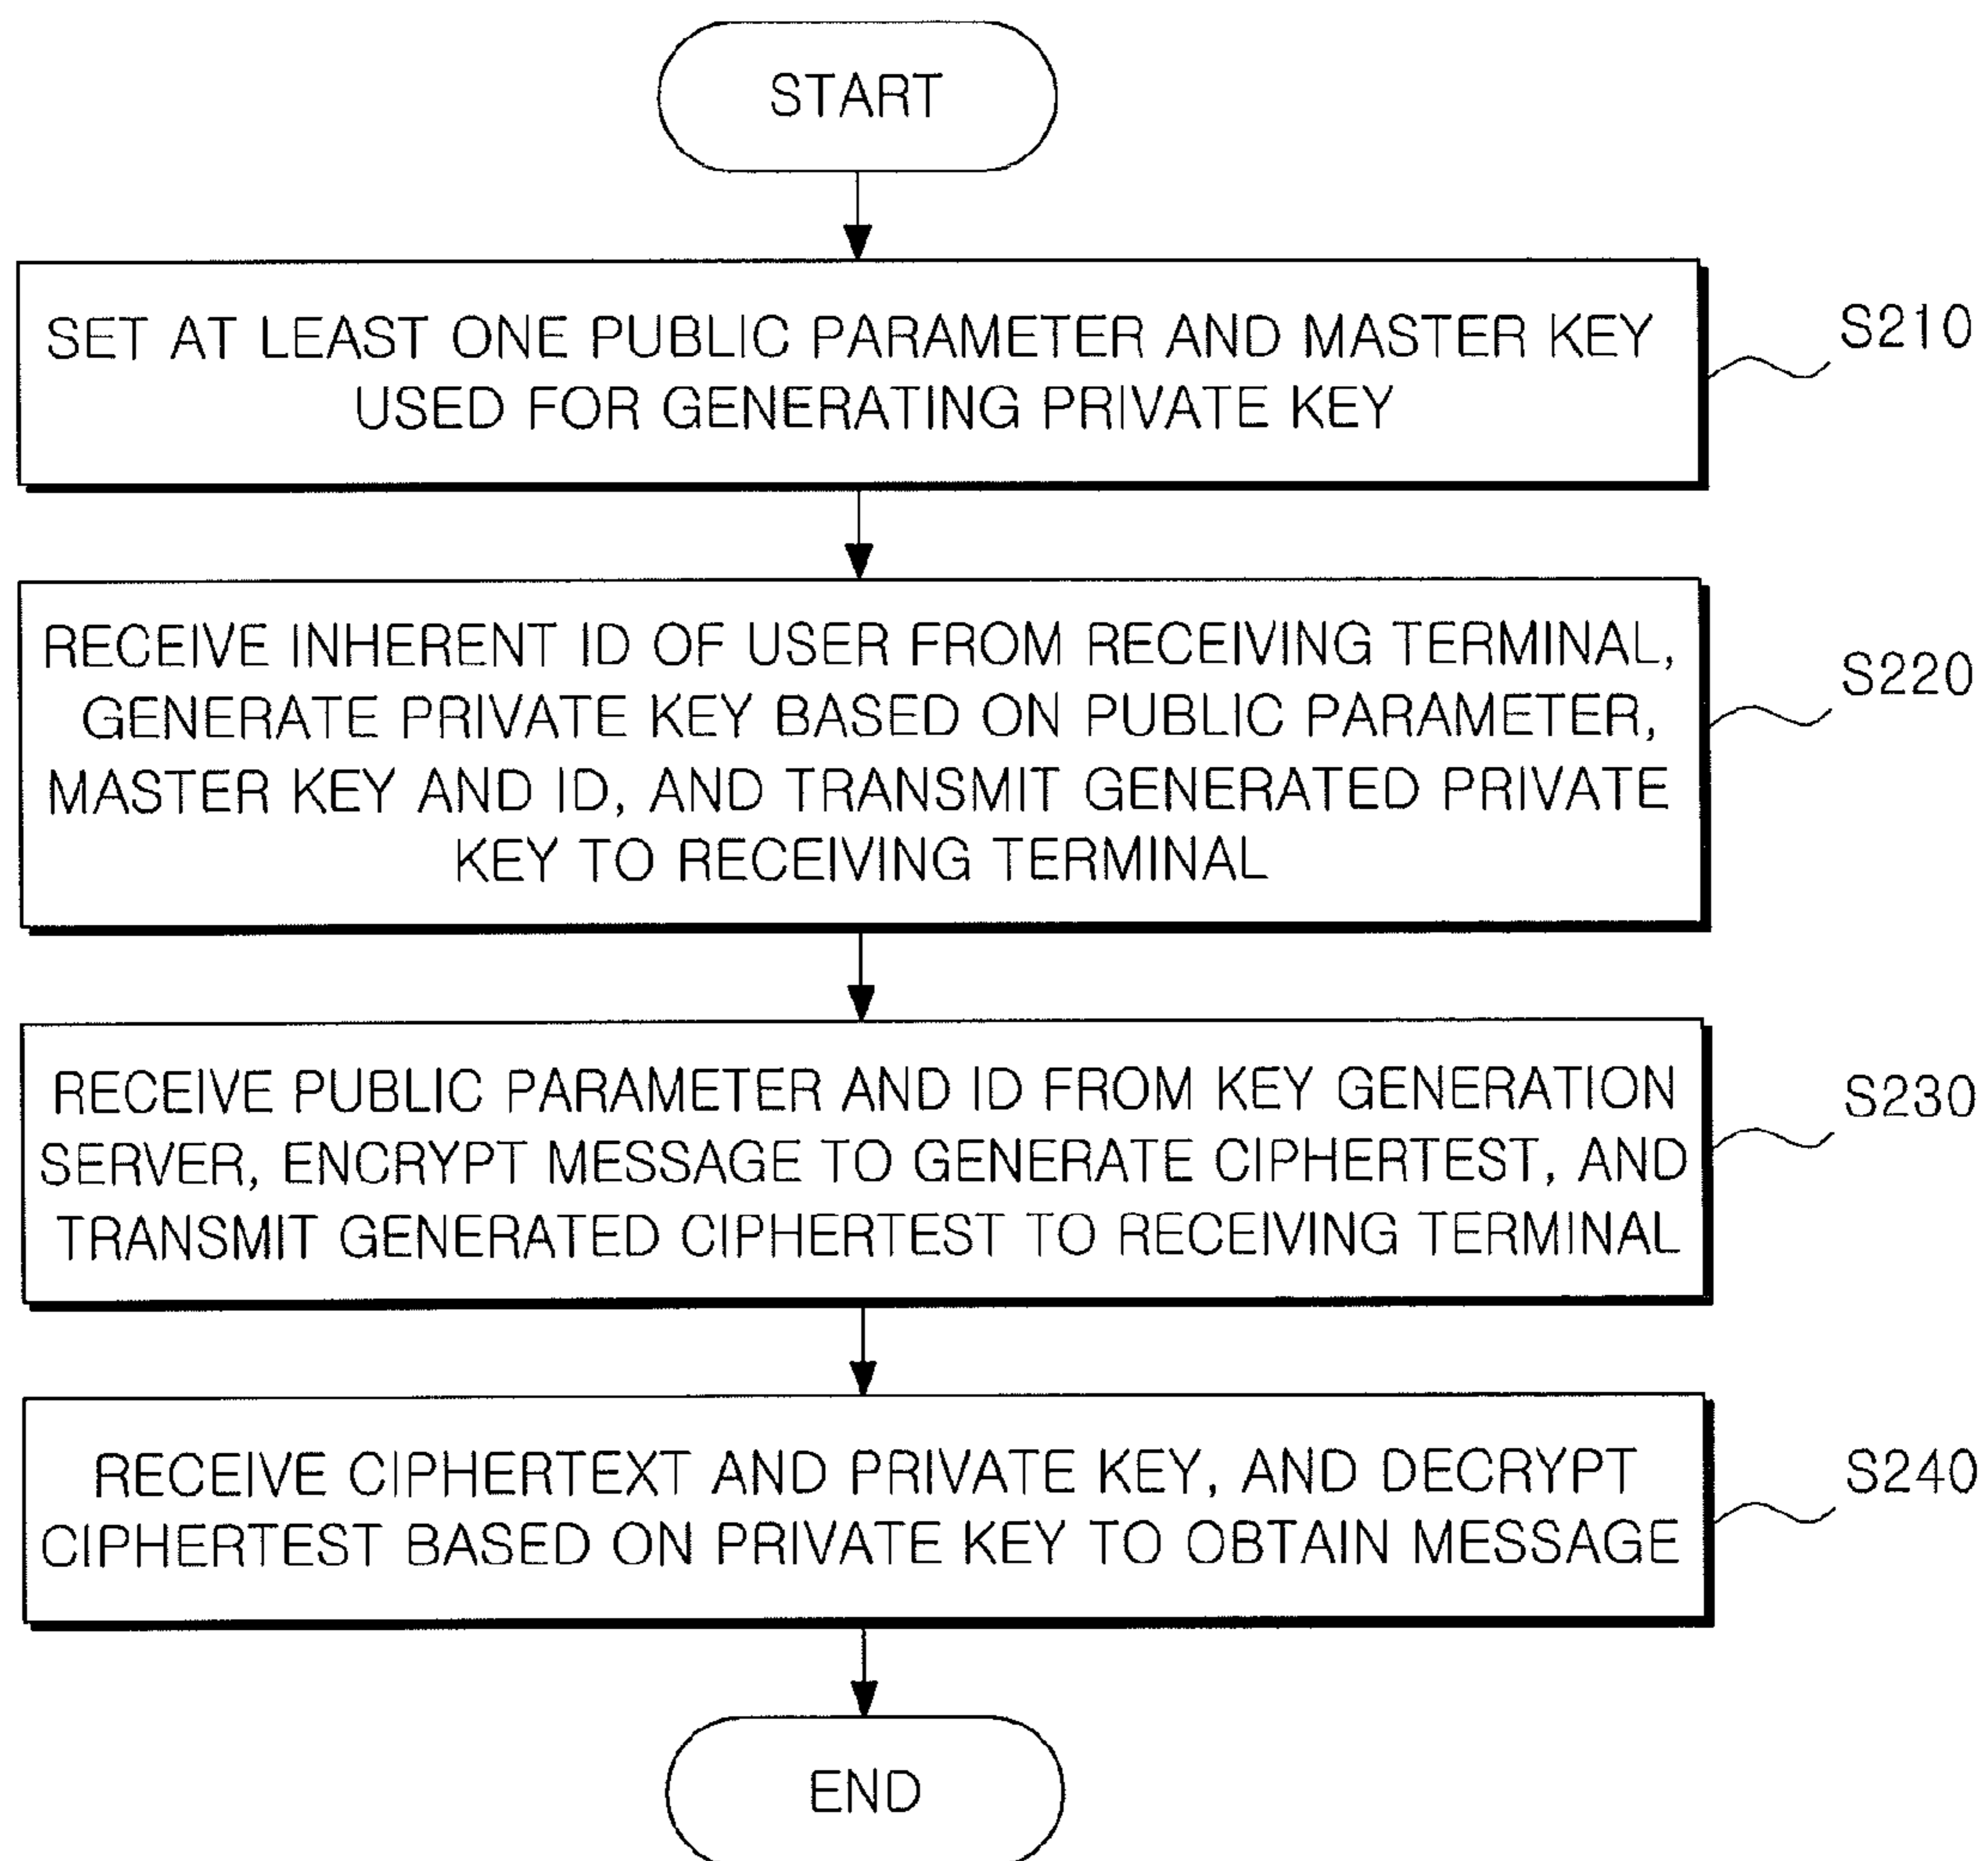 START
SET AT LEAST ONE PUBLIC PARAMETER AND MASTER KEY
USED FOR GENERATING PRIVATE KEY
S210
RECEIVE INHERENT ID OF USER FROM RECEIVING TERMINAL,
GENERATE PRIVATE KEY BASED ON PUBLIC PARAMETER,
MASTER KEY AND ID, AND TRANSMIT GENERATED PRIVATE
KEY TO RECEIVING TERMINAL
S220
RECEIVE PUBLIC PARAMETER AND ID FROM KEY GENERATION
SERVER, ENCRYPT MESSAGE TO GENERATE CIPHERTEST, AND
TRANSMIT GENERATED CIPHERTEST TO RECEIVING TERMINAL
S230
RECEIVE CIPHERTEXT AND PRIVATE KEY, AND DECRYPT
CIPHERTEST BASED ON PRIVATE KEY TO OBTAIN MESSAGE
S240
END